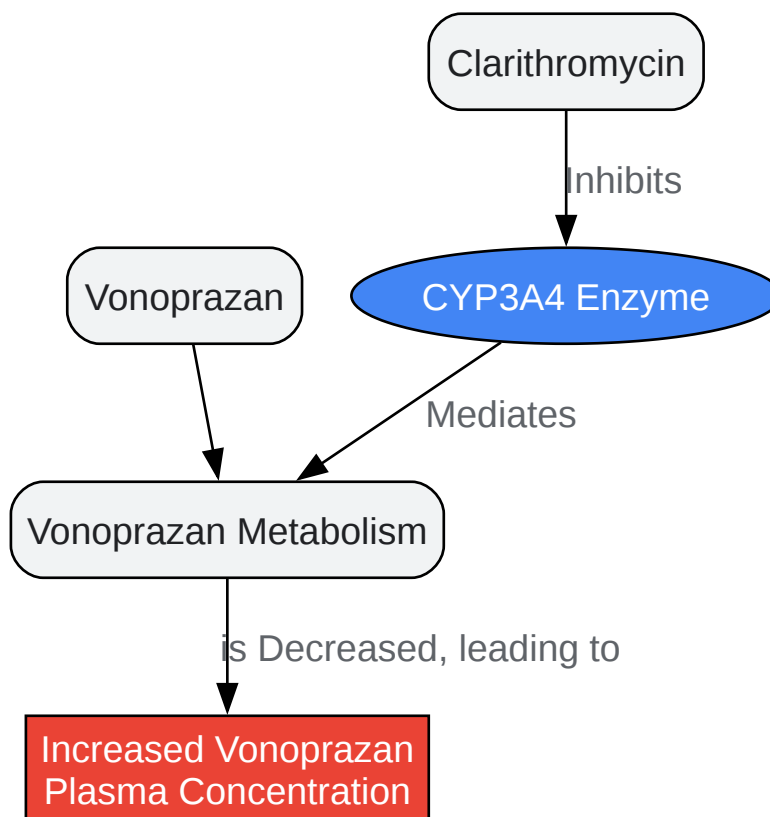 Clarithromycin
Inhibits
Vonoprazan
CYP3A4 Enzyme
Mediates
Vonoprazan Metabolism
is Decreased, leading to
Increased Vonoprazan
Plasma Concentration